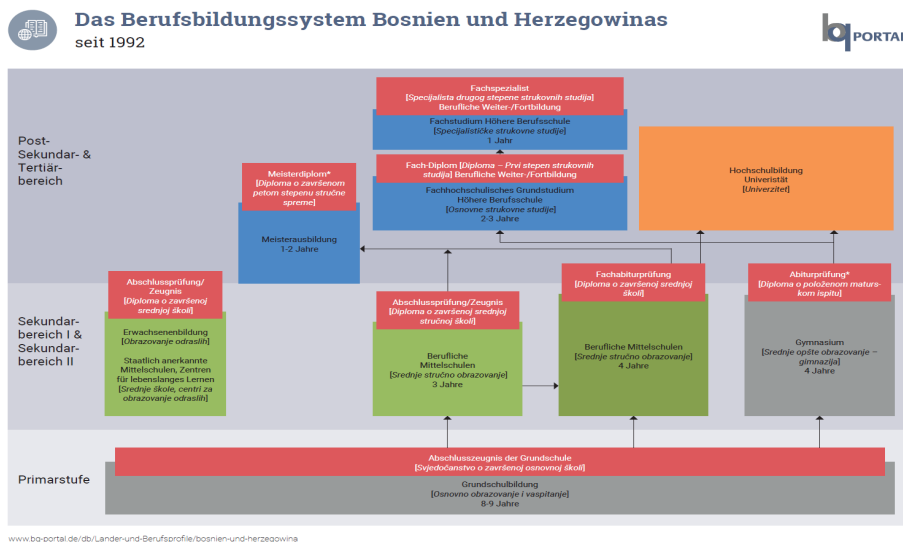 Das Berufsbildungssystem Bosnien und Herzegowinas
seit 1992
bq PORTAL
Post-
Sekundar- &
Tertiär-
bereich
Fachspezialist
[Specijalista drugog stepene strukovnih studija]
Berufliche Weiter-/Fortbildung
Fachstudium Höhere Berufsschule
[Specijalističke strukovne studije]
1 Jahr
Meisterdiplom*
[Diploma o završenom
petom stepenu stručne
spreme]
Meisterausbildung
1-2 Jahre
Fach-Diplom [Diploma – Prvi stepen strukovnih
studija] Berufliche Weiter-/Fortbildung
Fachhochschulisches Grundstudium
Höhere Berufsschule
[Osnovne strukovne studije]
2-3 Jahre
Hochschulbildung
Univeristät
[Univerzitet]
Sekundar-
bereich I &
Sekundar-
bereich II
Abschlussprüfung/
Zeugnis
[Diploma o završenoj
srednjoj školi]
Erwachsenenbildung
[Obrazovanje odraslih]
Staatlich anerkannte
Mittelschulen, Zentren
für lebenslanges Lernen
[Srednje škole, centri za
obrazovanje odraslih]
Abschlussprüfung/Zeugnis
[Diploma o završenoj srednjoj
stručnoj školi]
Berufliche
Mittelschulen
[Srednje stručno obrazovanje]
3 Jahre
Fachabiturprüfung
[Diploma o završenoj srednjoj
školi]
Berufliche Mittelschulen
[Srednje stručno obrazovanje]
4 Jahre
Abiturprüfung*
[Diploma o položenom maturs-
kom ispitu]
Gymnasium
[Srednje opšte obrazovanje –
gimnazija]
4 Jahre
Primarstufe
Abschlusszeugnis der Grundschule
[Svjedočanstvo o završenoj osnovnoj školi]
Grundschulbildung
[Osnovno obrazovanje i vaspitanje]
8-9 Jahre
www.bq-portal.de/db/Lander-und-Berufsprofile/bosnien-und-herzegowina